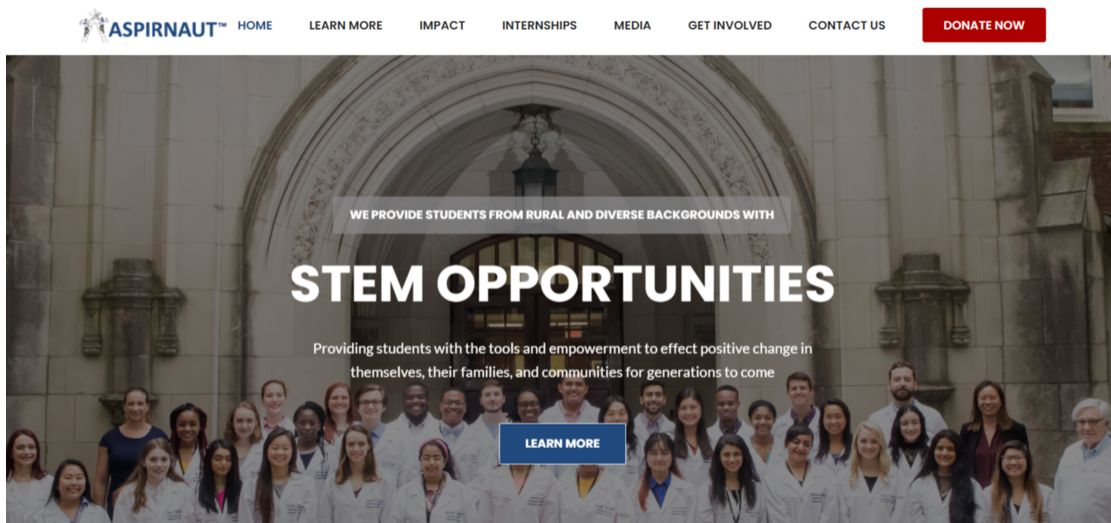 ASPIRNAUT™ HOME LEARN MORE IMPACT INTERNSHIPS MEDIA GET INVOLVED CONTACT US DONATE NOW
WE PROVIDE STUDENTS FROM RURAL AND DIVERSE BACKGROUNDS WITH
STEM OPPORTUNITIES
Providing students with the tools and empowerment to effect positive change in
themselves, their families, and communities for generations to come
LEARN MORE